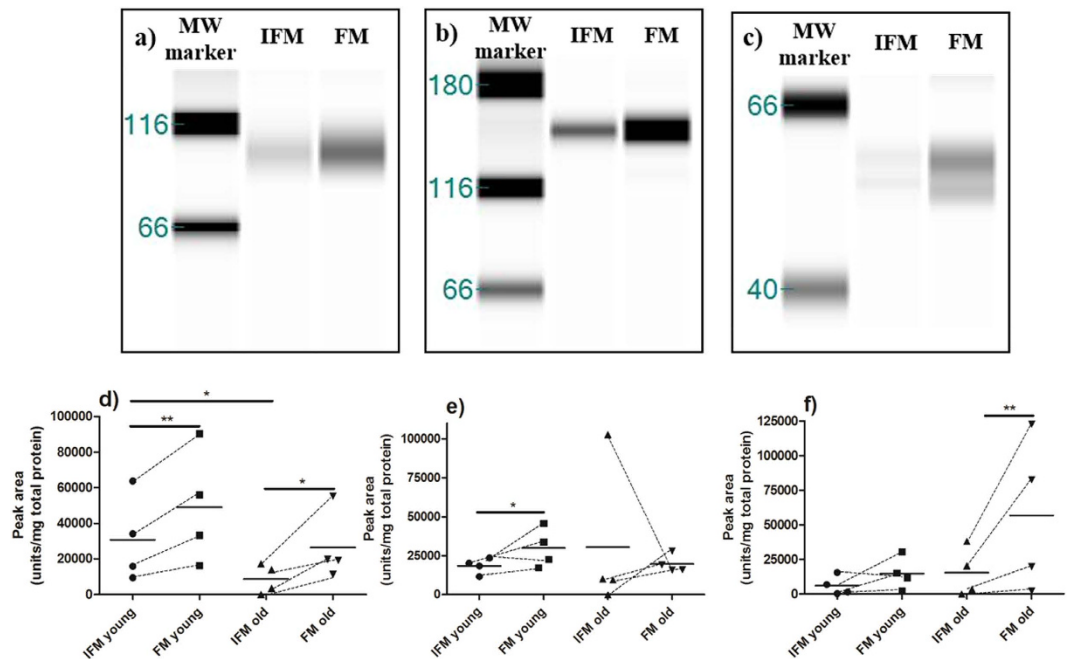 a)
MW
marker
IFM
FM
116
66
b)
MW
marker
IFM
FM
180
116
66
c)
MW
marker
IFM
FM
66
40
d)
Peak area
(units/mg total protein)
100000
80000
60000
40000
20000
0
*
**
*
IFM young
FM young
IFM old
FM old
e)
Peak area
(units/mg total protein)
100000
75000
50000
25000
0
*
IFM young
FM young
IFM old
FM old
f)
Peak area
(units/mg total protein)
125000
100000
75000
50000
25000
0
**
IFM young
FM young
IFM old
FM old